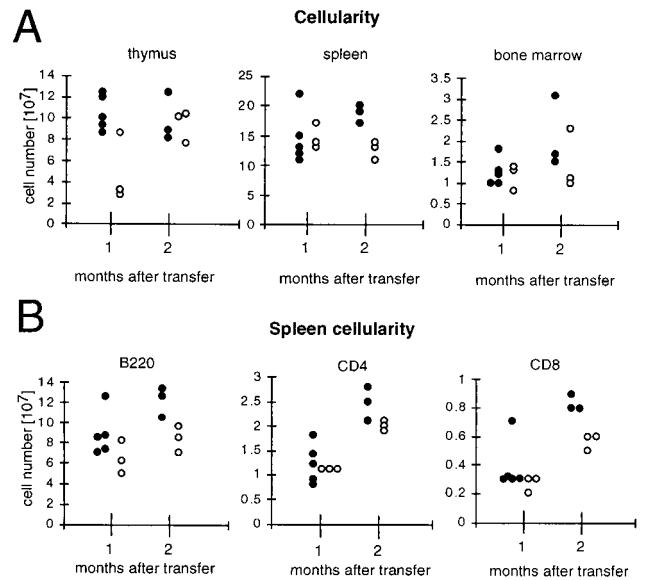 A
Cellularity
thymus
spleen
bone marrow
cell number [10⁷]
14
12
10
8
6
4
2
0
25
20
15
10
5
0
3.5
3
2.5
2
1.5
1
0.5
0
1 2
1 2
1 2
months after transfer
months after transfer
months after transfer
B
Spleen cellularity
B220
CD4
CD8
cell number [10⁷]
14
12
10
8
6
4
2
0
3
2.5
2
1.5
1
0.5
0
1
0.8
0.6
0.4
0.2
0
1 2
1 2
1 2
months after transfer
months after transfer
months after transfer